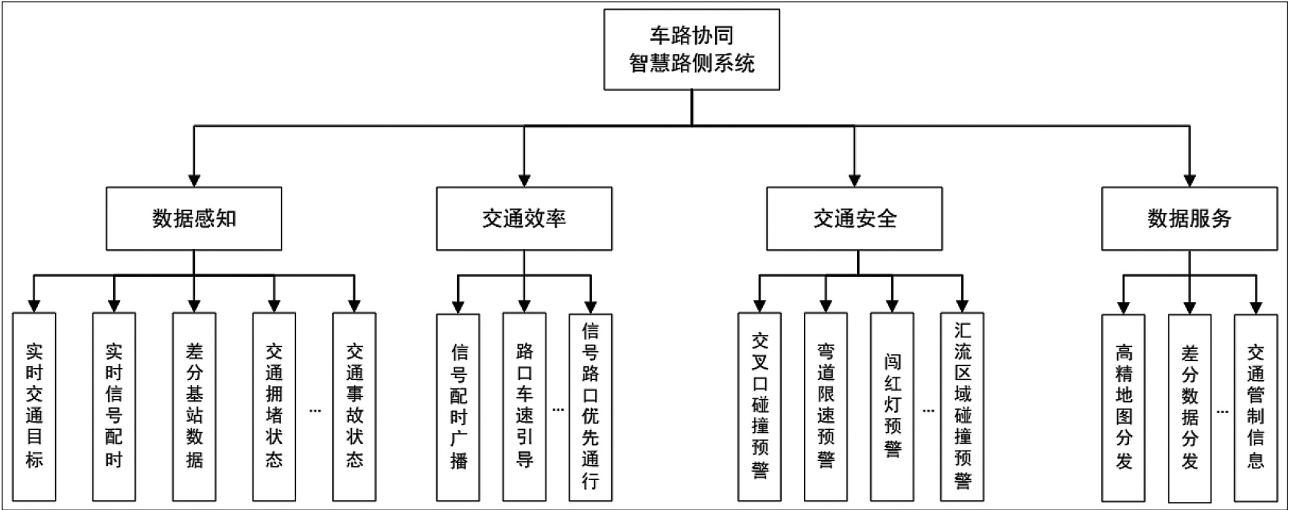 车路协同
智慧路侧系统
数据感知
交通效率
交通安全
数据服务
实时交通目标
实时信号配时
差分基站数据
交通拥堵状态
...
交通事故状态
信号配时广播
路口车速引导
...
信号路口优先通行
交叉口碰撞预警
弯道限速预警
闯红灯预警
...
汇流区域碰撞预警
高精地图分发
差分数据分发
...
交通管制信息